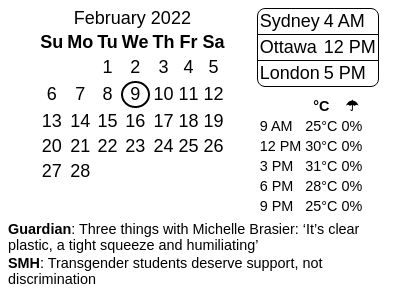 February 2022
Su Mo Tu We Th Fr Sa
1 2 3 4 5
6 7 8 9 10 11 12
13 14 15 16 17 18 19
20 21 22 23 24 25 26
27 28
Sydney 4 AM
Ottawa 12 PM
London 5 PM
°C ☂
9 AM 25°C 0%
12 PM 30°C 0%
3 PM 31°C 0%
6 PM 28°C 0%
9 PM 25°C 0%
Guardian: Three things with Michelle Brasier: ‘It’s clear
plastic, a tight squeeze and humiliating’
SMH: Transgender students deserve support, not
discrimination